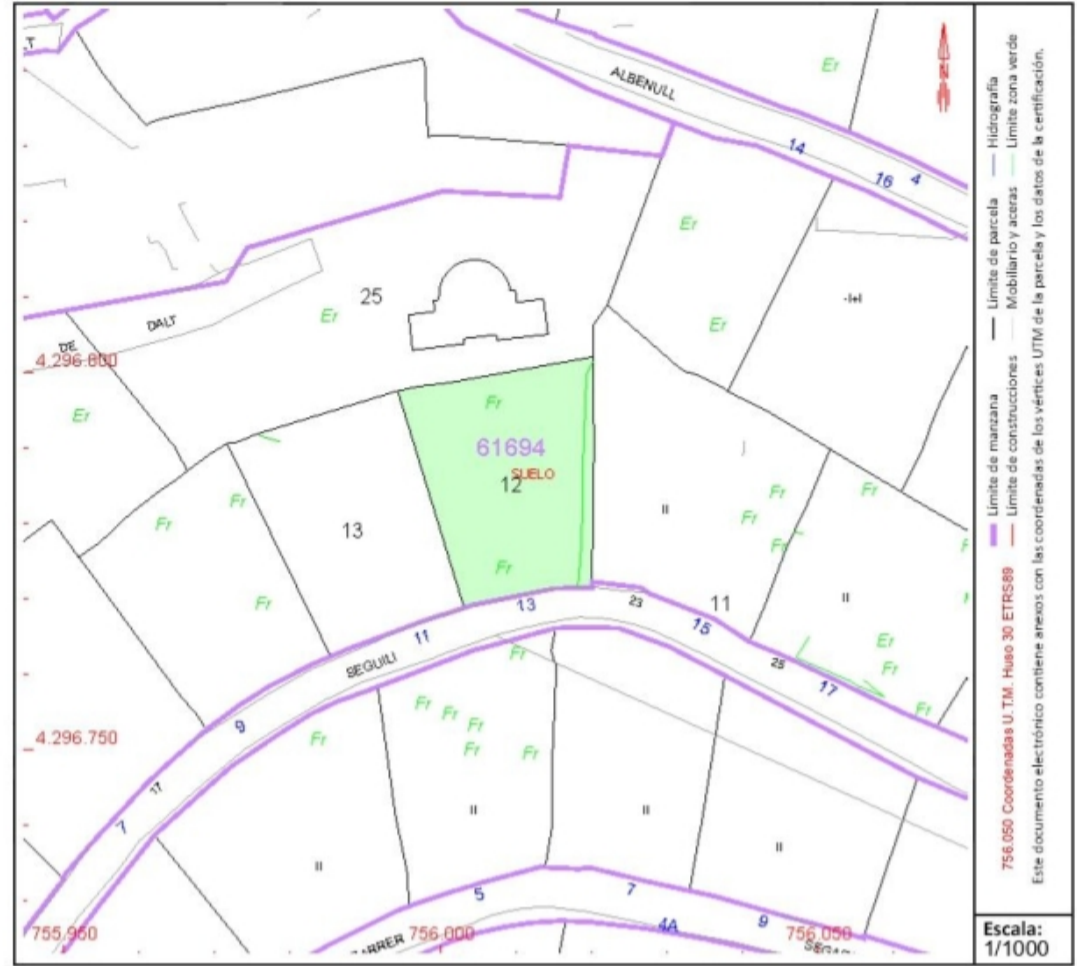 ALBENULL
Er
14
16
4
Er
25
Er
DALT
DE
4.296.800
Er
Er
Fr
61694
SUELO
12
Fr
Fr
13
II
Fr
Fr
Fr
Fr
Fr
Fr
Fr
13
23
11
II
11
15
SEGUILI
Fr
25
Er
Fr
17
Fr
9
4.296.750
Fr
Fr
Fr
Fr
Fr
Fr
17
7
II
II
II
II
5
7
9
4A
755.950
756.000
756.050
Límite de manzana
Límite de parcela
Hidrografía
Límite de construcciones
Mobiliario y aceras
Límite zona verde
756.050 Coordenadas U.T.M. Huso 30 ETRS89
Este documento electrónico contiene anexos con las coordenadas de los vértices UTM de la parcela y los datos de la certificación.
Escala:
1/1000